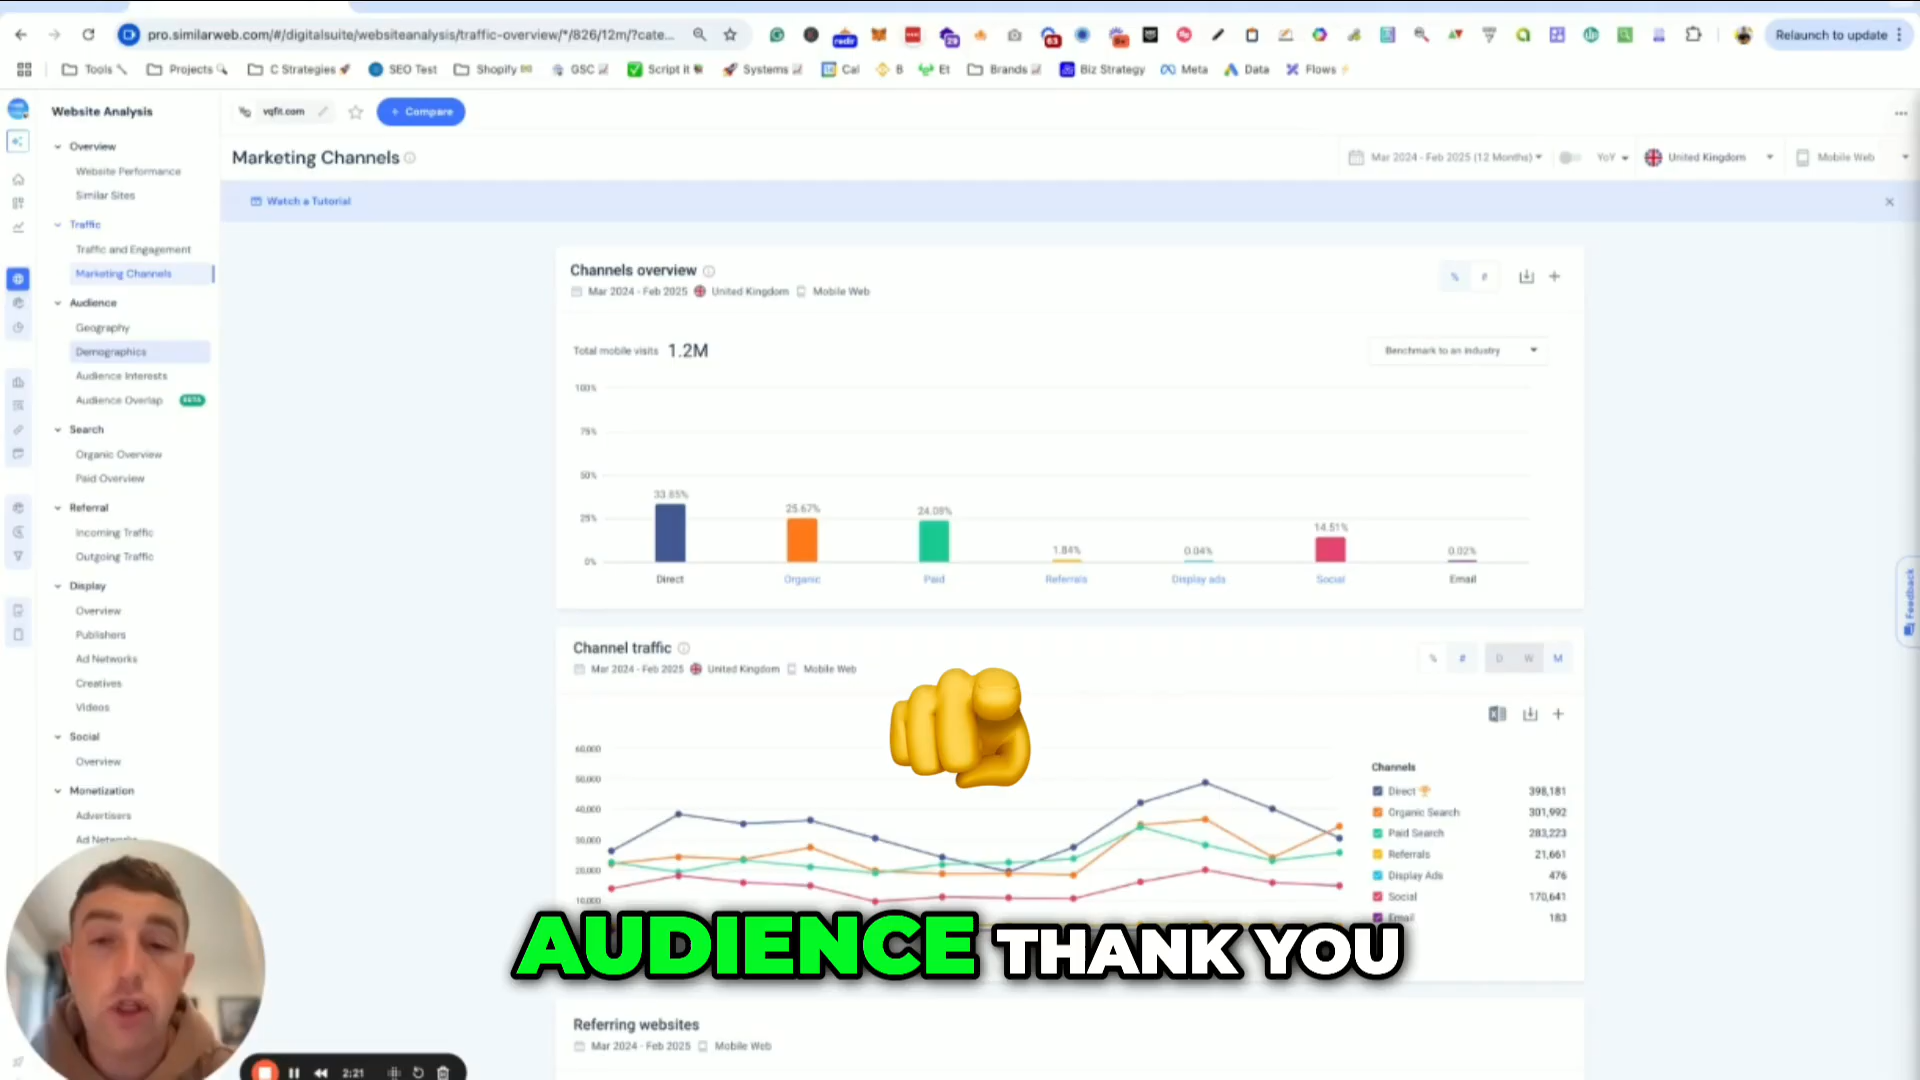 pro.similarweb.com/#/digitalsuite/websiteanalysis/traffic-overview/*/826/12m/?cate...
Relaunch to update
Tools
Projects
C Strategies
SEO Test
Shopify
GSC
Script it
Systems
Cal
B
Et
Brands
Biz Strategy
Meta
Data
Flows
Website Analysis
vqfit.com
+ Compare
Marketing Channels
Mar 2024 - Feb 2025 (12 Months)
YoY
United Kingdom
Mobile Web
Watch a Tutorial
Overview
Website Performance
Similar Sites
Traffic
Traffic and Engagement
Marketing Channels
Audience
Geography
Demographics
Audience Interests
Audience Overlap
BETA
Search
Organic Overview
Paid Overview
Referral
Incoming Traffic
Outgoing Traffic
Display
Overview
Publishers
Ad Networks
Creatives
Videos
Social
Overview
Monetization
Advertisers
Channels overview
Mar 2024 - Feb 2025 United Kingdom Mobile Web
% #
Total mobile visits 1.2M
Benchmark to an industry
100%
75%
50%
25%
0%
33.85%
25.67%
24.08%
1.84%
0.04%
14.51%
0.02%
Direct
Organic
Paid
Referrals
Display ads
Social
Email
Feedback
Channel traffic
Mar 2024 - Feb 2025 United Kingdom Mobile Web
% # D W M
60,000
50,000
40,000
30,000
20,000
10,000
Channels
Direct 398,181
Organic Search 301,992
Paid Search 283,223
Referrals 21,661
Display Ads 476
Social 170,641
Email 183
AUDIENCE THANK YOU
Referring websites
Mar 2024 - Feb 2025 Mobile Web
2:21